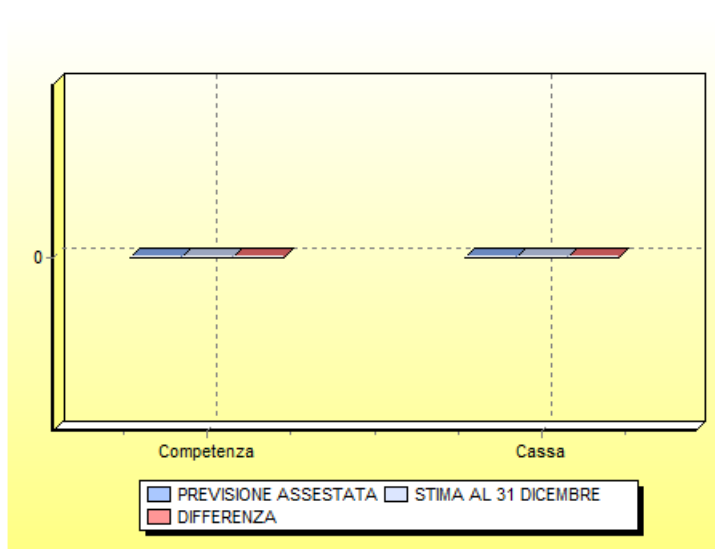 0
Competenza Cassa
PREVISIONE ASSESTATA STIMA AL 31 DICEMBRE
DIFFERENZA